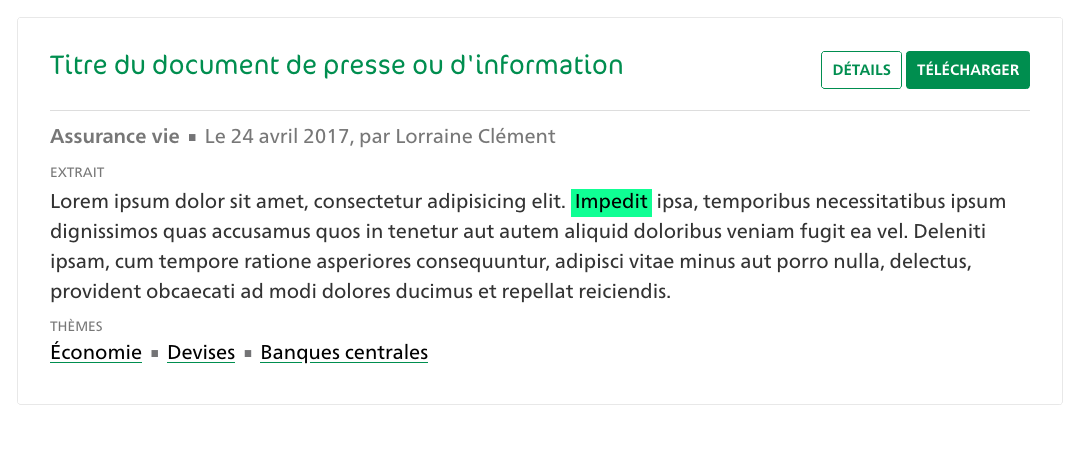 Titre du document de presse ou d'information
DÉTAILS
TÉLÉCHARGER
Assurance vie ▪ Le 24 avril 2017, par Lorraine Clément
EXTRAIT
Lorem ipsum dolor sit amet, consectetur adipisicing elit. Impedit ipsa, temporibus necessitatibus ipsum
dignissimos quas accusamus quos in tenetur aut autem aliquid doloribus veniam fugit ea vel. Deleniti
ipsam, cum tempore ratione asperiores consequuntur, adipisci vitae minus aut porro nulla, delectus,
provident obcaecati ad modi dolores ducimus et repellat reiciendis.
THÈMES
Économie ▪ Devises ▪ Banques centrales